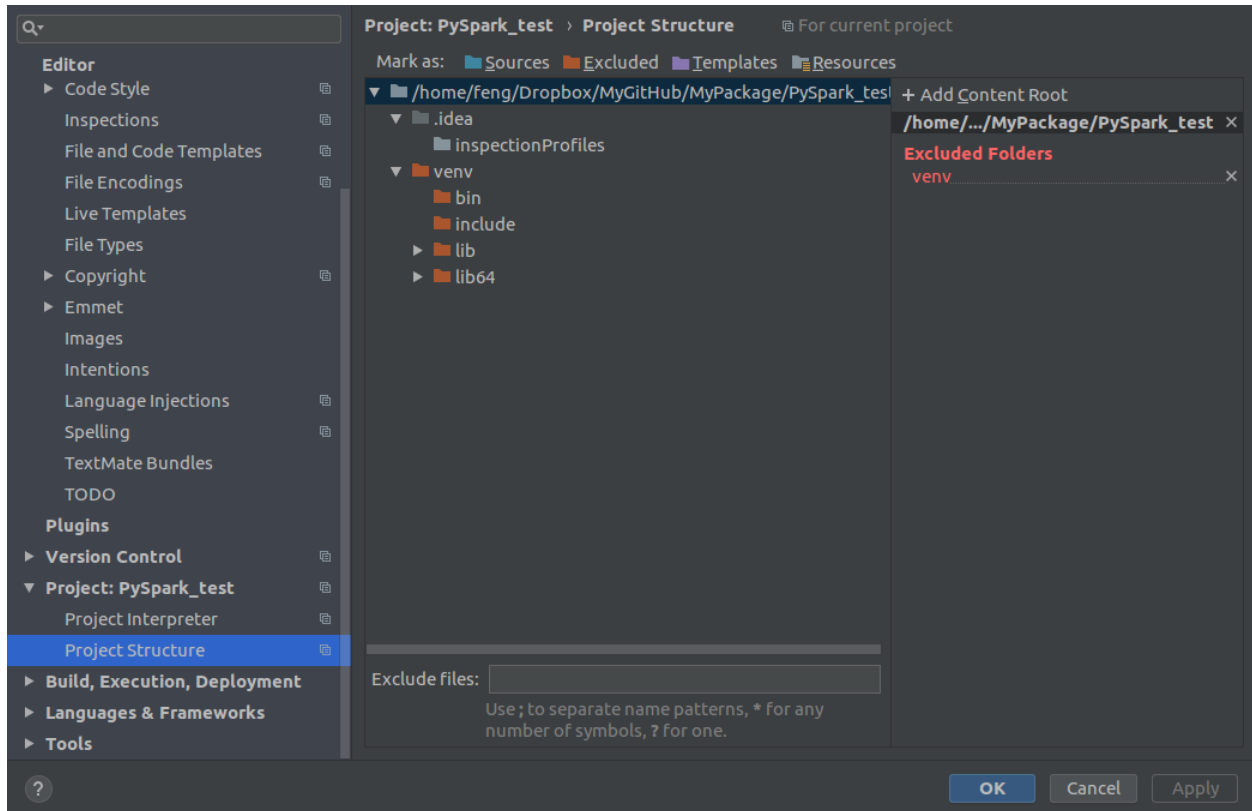 Editor
Code Style
Inspections
File and Code Templates
File Encodings
Live Templates
File Types
Copyright
Emmet
Images
Intentions
Language Injections
Spelling
TextMate Bundles
TODO
Plugins
Version Control
Project: PySpark_test
Project Interpreter
Project Structure
Build, Execution, Deployment
Languages & Frameworks
Tools
?
Project: PySpark_test › Project Structure For current project
Mark as: Sources Excluded Templates Resources
/home/feng/Dropbox/MyGitHub/MyPackage/PySpark_tes
.idea
inspectionProfiles
venv
bin
include
lib
lib64
Exclude files:
Use ; to separate name patterns, * for any
number of symbols, ? for one.
+ Add Content Root
/home/.../MyPackage/PySpark_test ×
Excluded Folders
venv ×
OK Cancel Apply